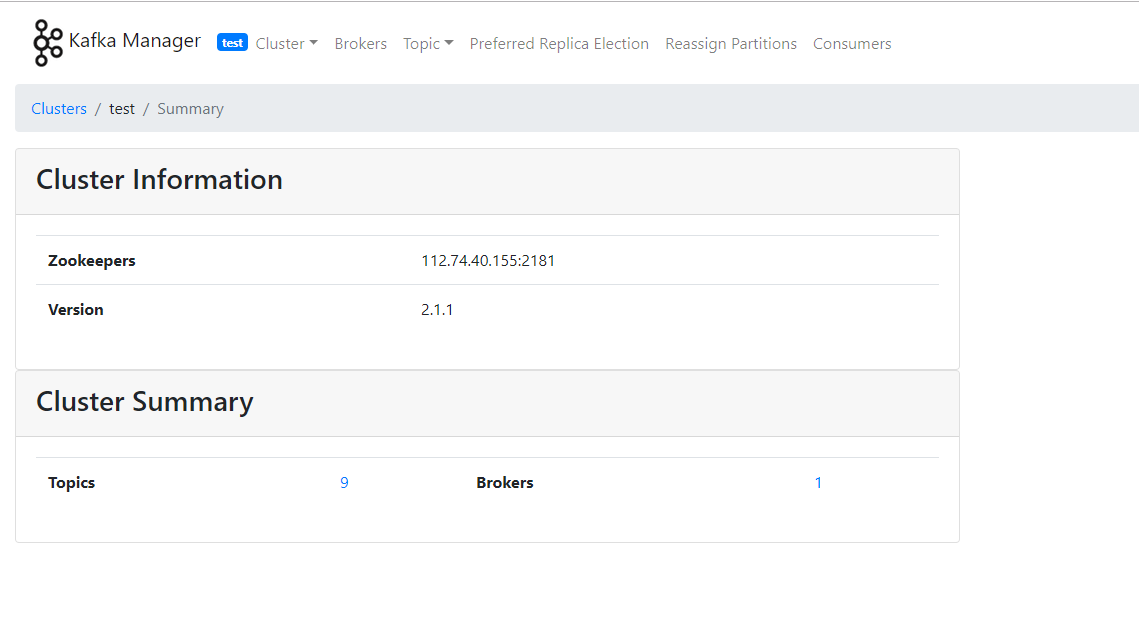 Kafka Manager test Cluster Brokers Topic Preferred Replica Election Reassign Partitions Consumers
Clusters / test / Summary
Cluster Information
Zookeepers 112.74.40.155:2181
Version 2.1.1
Cluster Summary
Topics 9 Brokers 1